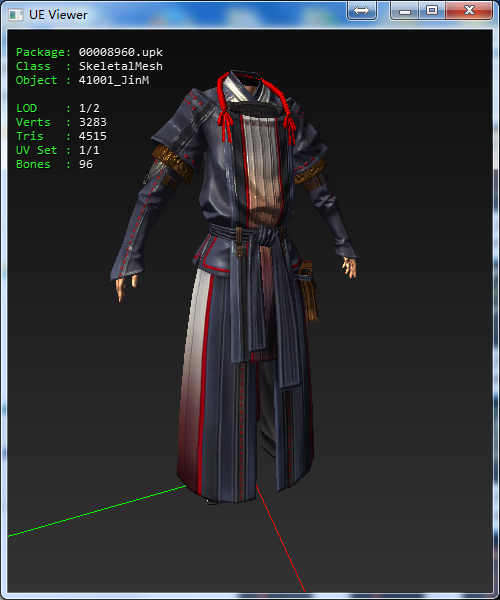 UE Viewer
Package: 00008960.upk
Class : SkeletalMesh
Object : 41001_JinM
LOD : 1/2
Verts : 3283
Tris : 4515
UV Set : 1/1
Bones : 96